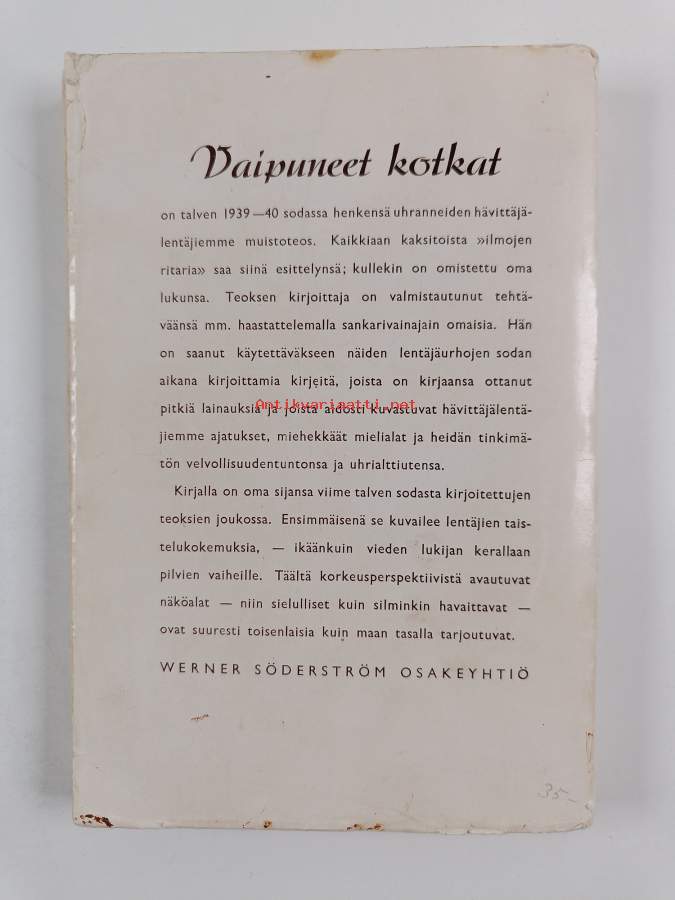 Vaipuneet kotkat
on talven 1939—40 sodassa henkensä uhranneiden hävittäjä-
lentäjiemme muistoteos. Kaikkiaan kaksitoista »ilmojen
ritaria» saa siinä esittelynsä; kullekin on omistettu oma
lukunsa. Teoksen kirjoittaja on valmistautunut tehtä-
väänsä mm. haastattelemalla sankarivainajain omaisia. Hän
on saanut käytettäväkseen näiden lentäjäurhojen sodan
aikana kirjoittamia kirjeitä, joista on kirjaansa ottanut
pitkiä lainauksia ja joista aidosti kuvastuvat hävittäjälentä-
Antikvariaatti.net
jiemme ajatukset, miehekkäät mielialat ja heidän tinkimä-
tön velvollisuudentuntonsa ja uhrialttiutensa.
Kirjalla on oma sijansa viime talven sodasta kirjoitettujen
teoksien joukossa. Ensimmäisenä se kuvailee lentäjien tais-
telukokemuksia, — ikäänkuin vieden lukijan kerallaan
pilvien vaiheille. Täältä korkeusperspektiivistä avautuvat
näköalat — niin sielulliset kuin silminkin havaittavat —
ovat suuresti toisenlaisia kuin maan tasalla tarjoutuvat.
WERNER SÖDERSTRÖM OSAKEYHTIÖ
35-